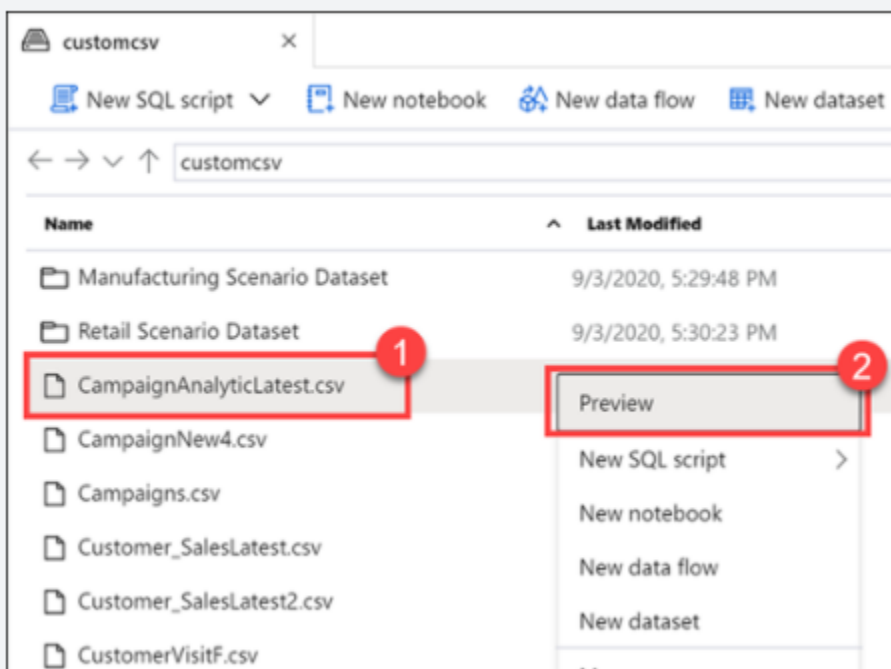 customcsv
New SQL script New notebook New data flow New dataset
customcsv
Name Last Modified
Manufacturing Scenario Dataset 9/3/2020, 5:29:48 PM
Retail Scenario Dataset 9/3/2020, 5:30:23 PM
1
2
CampaignAnalyticLatest.csv
Preview
CampaignNew4.csv
New SQL script
Campaigns.csv
New notebook
Customer_SalesLatest.csv
New data flow
Customer_SalesLatest2.csv
New dataset
CustomerVisitF.csv